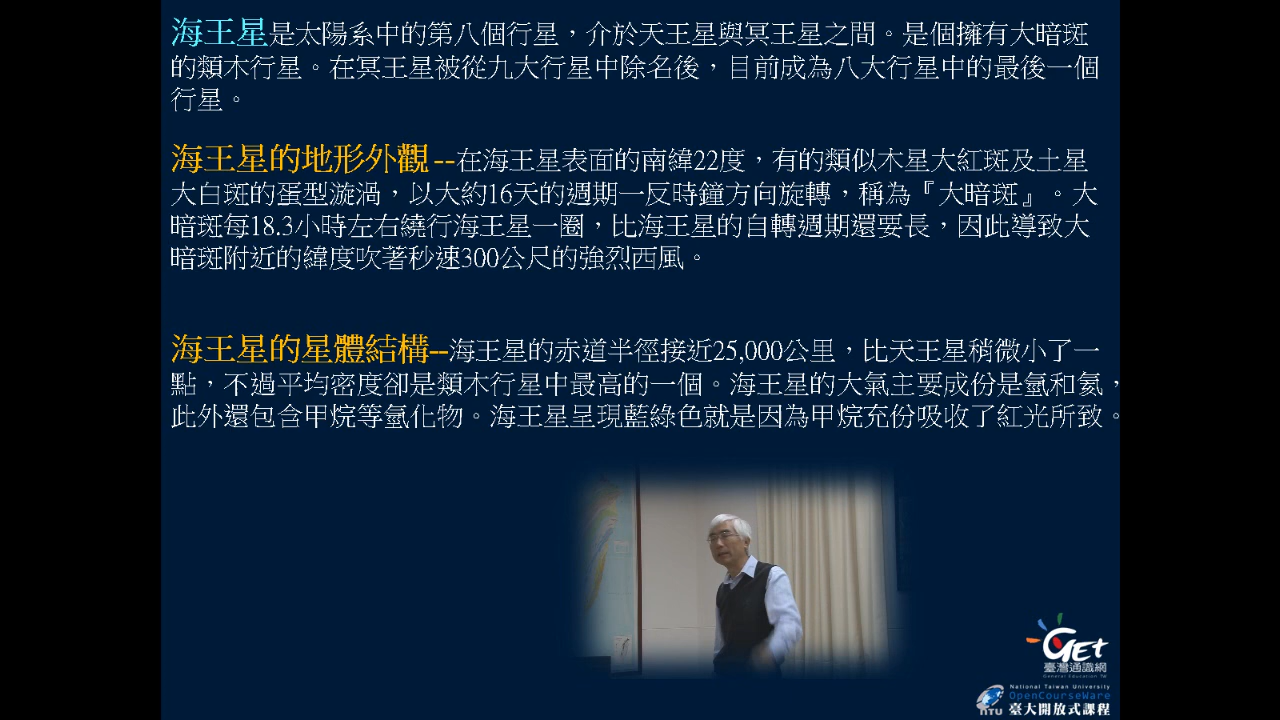 海王星是太陽系中的第八個行星，介於天王星與冥王星之間。是個擁有大暗斑
的類木行星。在冥王星被從九大行星中除名後，目前成為八大行星中的最後一個
行星。
海王星的地形外觀--在海王星表面的南緯22度，有的類似木星大紅斑及土星
大白斑的蛋型漩渦，以大約16天的週期一反時鐘方向旋轉，稱為『大暗斑』。大
暗斑每18.3小時左右繞行海王星一圈，比海王星的自轉週期還要長，因此導致大
暗斑附近的緯度吹著秒速300公尺的強烈西風。
海王星的星體結構--海王星的赤道半徑接近25,000公里，比天王星稍微小了一
點，不過平均密度卻是類木行星中最高的一個。海王星的大氣主要成份是氫和氦，
此外還包含甲烷等氫化物。海王星呈現藍綠色就是因為甲烷充份吸收了紅光所致。
GET
臺灣通識網
General Education TW
National Taiwan University
OpenCourseWare
NTU 臺大開放式課程